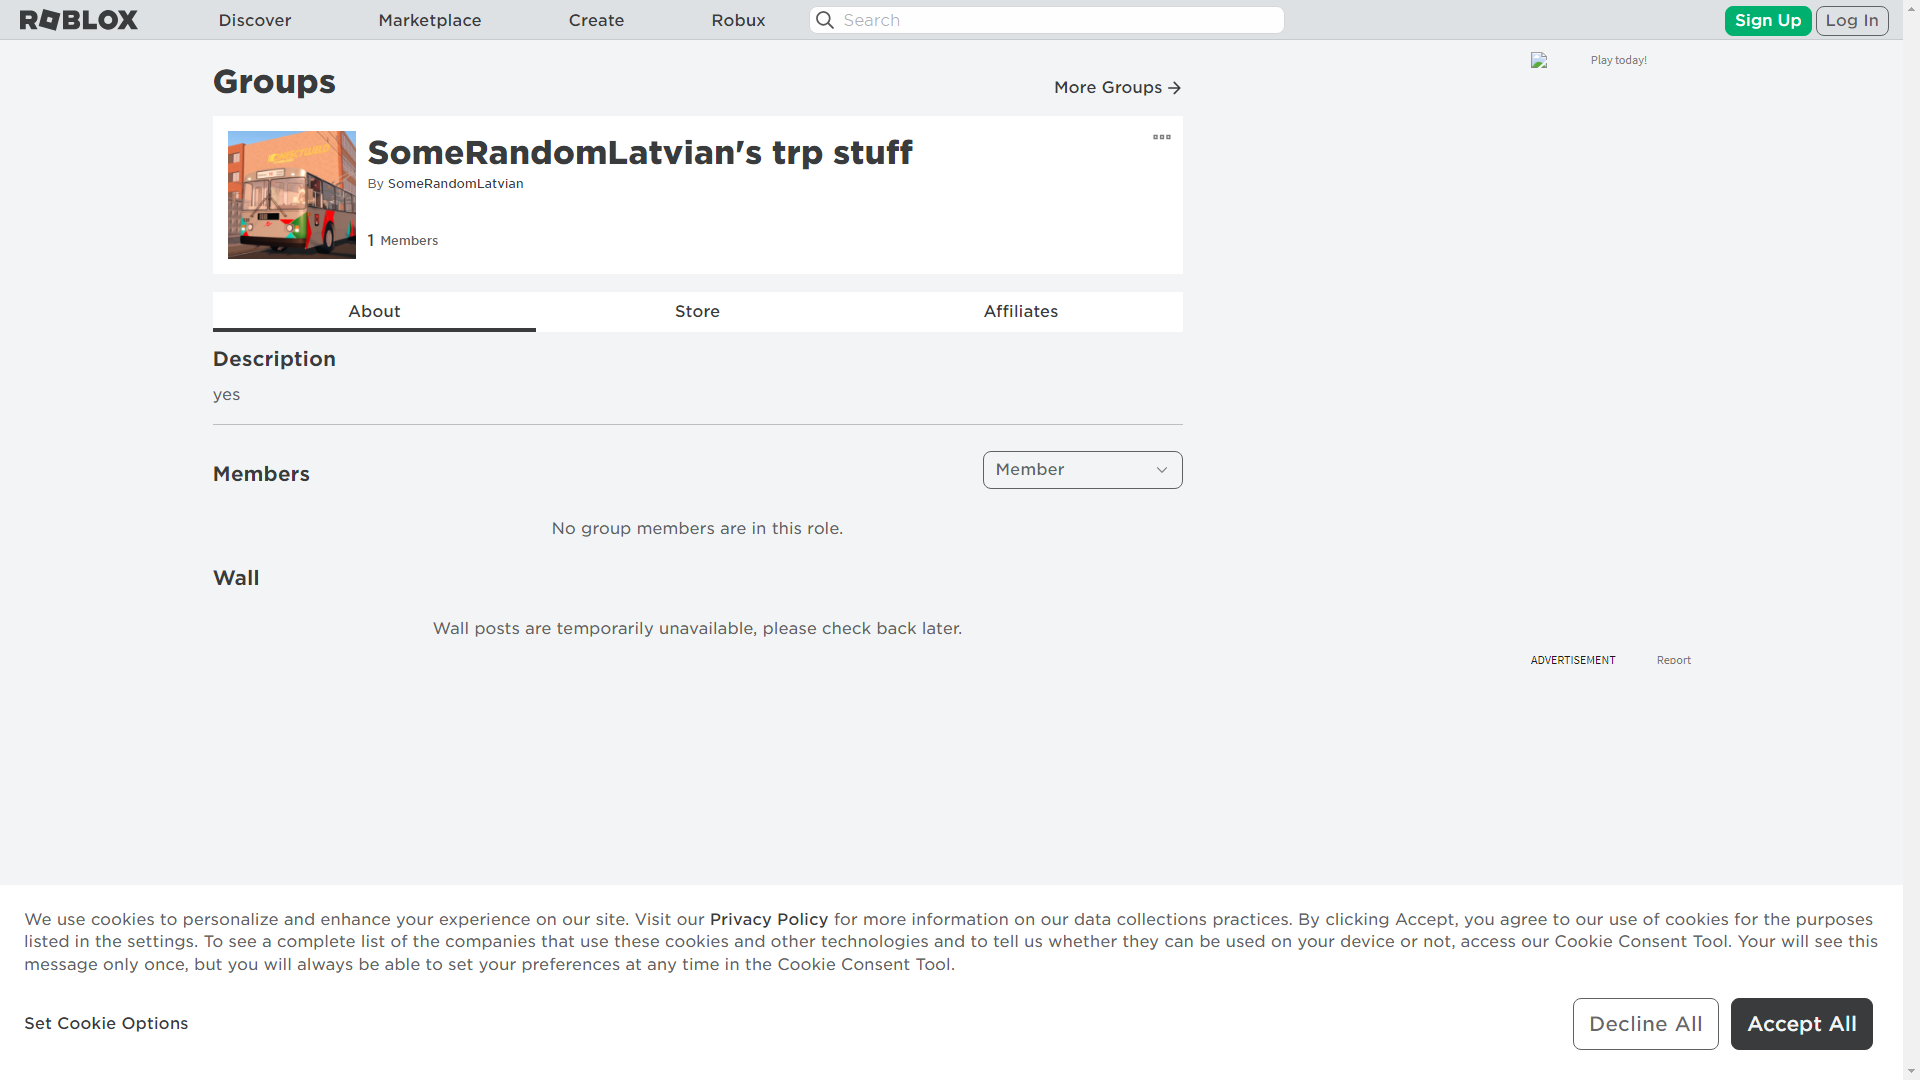 ROBLOX
Discover
Marketplace
Create
Robux
Search
Sign Up
Log In
Groups
More Groups
Play today!
SomeRandomLatvian's trp stuff
By SomeRandomLatvian
1 Members
About
Store
Affiliates
Description
yes
Members
Member
No group members are in this role.
Wall
Wall posts are temporarily unavailable, please check back later.
ADVERTISEMENT
Report
We use cookies to personalize and enhance your experience on our site. Visit our Privacy Policy for more information on our data collections practices. By clicking Accept, you agree to our use of cookies for the purposes
listed in the settings. To see a complete list of the companies that use these cookies and other technologies and to tell us whether they can be used on your device or not, access our Cookie Consent Tool. Your will see this
message only once, but you will always be able to set your preferences at any time in the Cookie Consent Tool.
Set Cookie Options
Decline All
Accept All